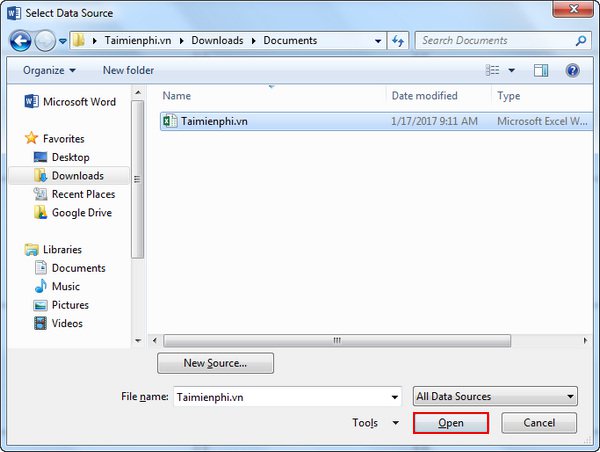 Select Data Source
Taimienphi.vn Downloads Documents
Search Documents
Organize New folder
Microsoft Word
Favorites
Desktop
Downloads
Recent Places
Google Drive
Libraries
Documents
Music
Pictures
Videos
Name Date modified Type
Taimienphi.vn 1/17/2017 9:11 AM Microsoft Excel W...
New Source...
File name: Taimienphi.vn All Data Sources
Tools Open Cancel